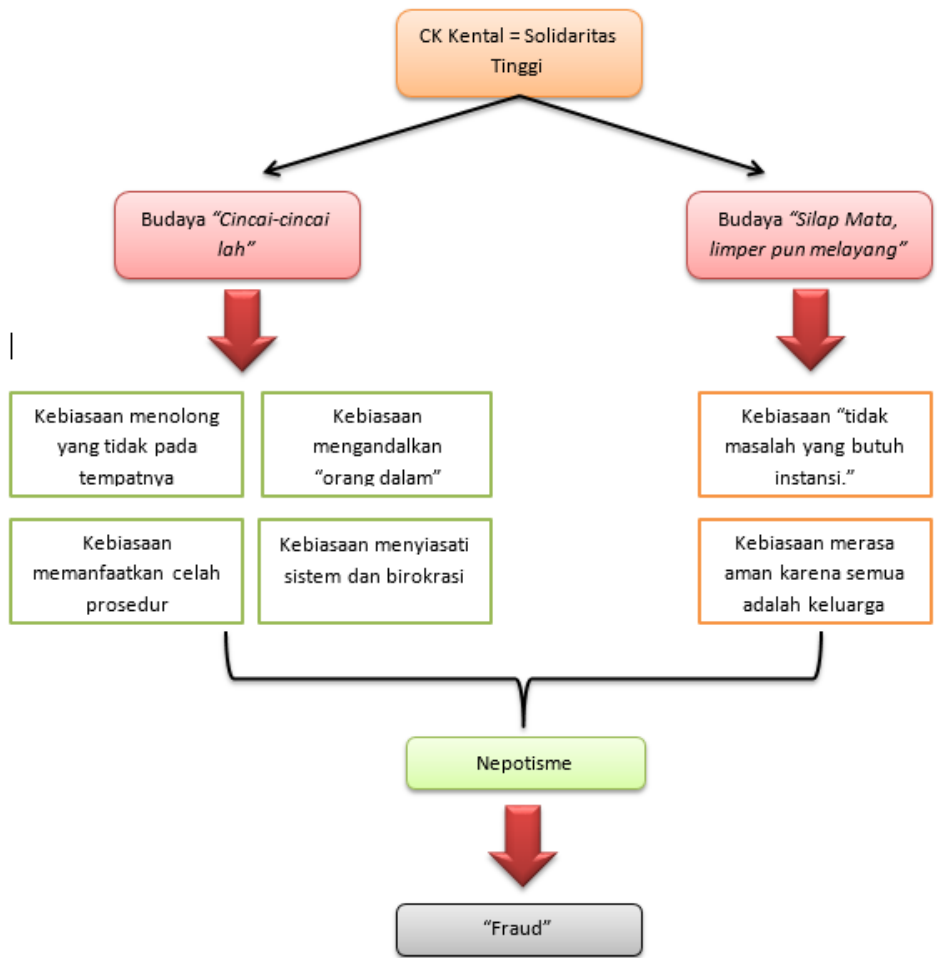 CK Kental = Solidaritas
Tinggi
Budaya “Cincai-cincai
lah”
Budaya “Silap Mata,
limper pun melayang”
Kebiasaan menolong
yang tidak pada
tempatnya
Kebiasaan
mengandalkan
“orang dalam”
Kebiasaan “tidak
masalah yang butuh
instansi.”
Kebiasaan
memanfaatkan celah
prosedur
Kebiasaan menyiasati
sistem dan birokrasi
Kebiasaan merasa
aman karena semua
adalah keluarga
Nepotisme
“Fraud”